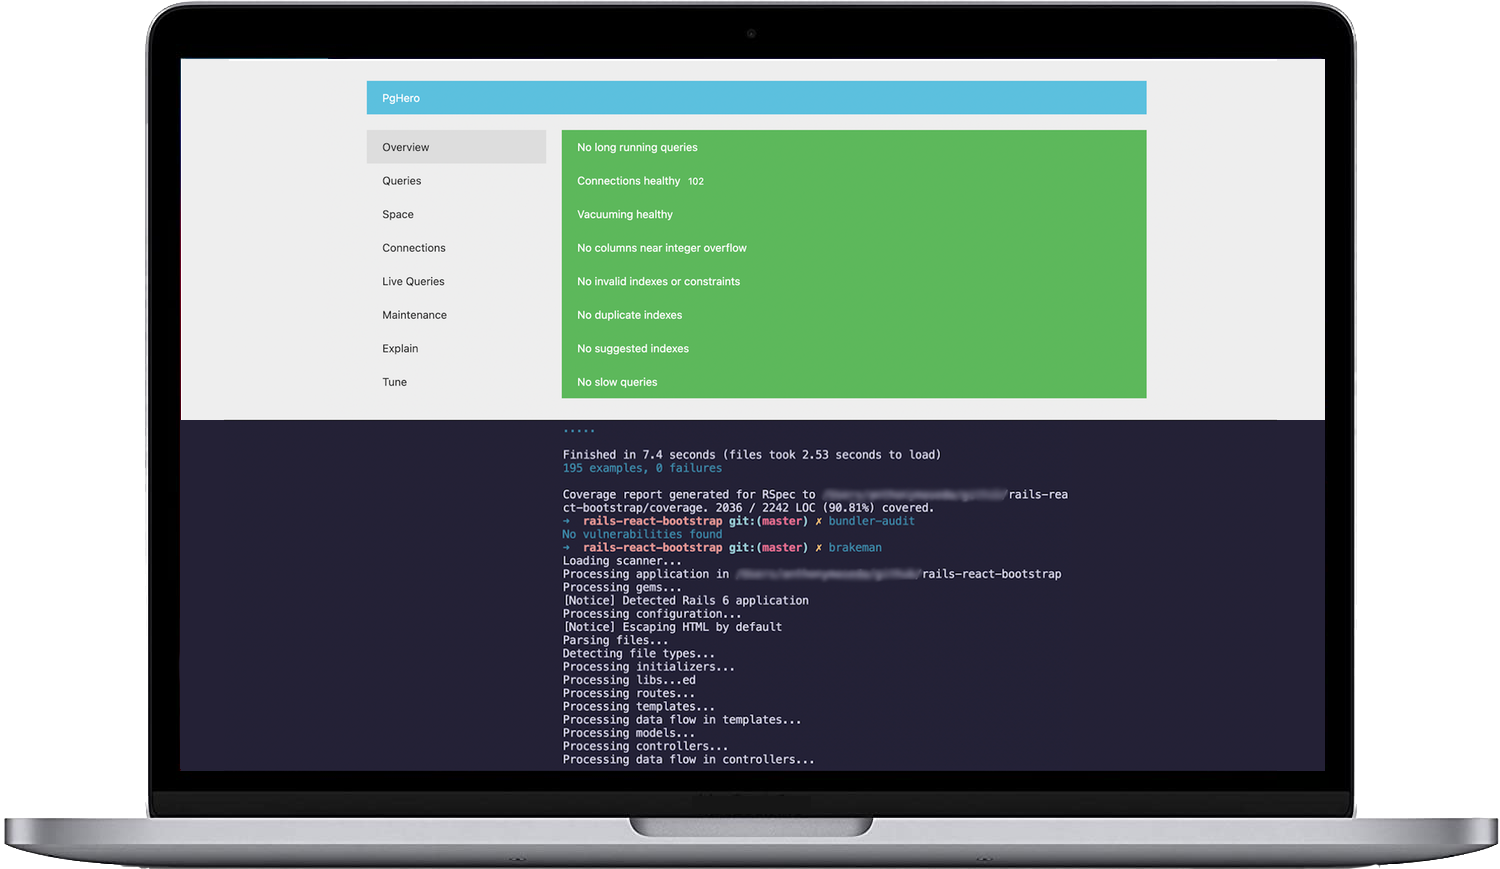 PgHero
Overview
Queries
Space
Connections
Live Queries
Maintenance
Explain
Tune
No long running queries
Connections healthy 102
Vacuuming healthy
No columns near integer overflow
No invalid indexes or constraints
No duplicate indexes
No suggested indexes
No slow queries
.....
Finished in 7.4 seconds (files took 2.53 seconds to load)
195 examples, 0 failures
Coverage report generated for RSpec to /rails-rea
ct-bootstrap/coverage. 2036 / 2242 LOC (90.81%) covered.
→ rails-react-bootstrap git:(master) ✗ bundler-audit
No vulnerabilities found
→ rails-react-bootstrap git:(master) ✗ brakeman
Loading scanner...
Processing application in /rails-react-bootstrap
Processing gems...
[Notice] Detected Rails 6 application
Processing configuration...
[Notice] Escaping HTML by default
Parsing files...
Detecting file types...
Processing initializers...
Processing libs...ed
Processing routes...
Processing templates...
Processing data flow in templates...
Processing models...
Processing controllers...
Processing data flow in controllers...